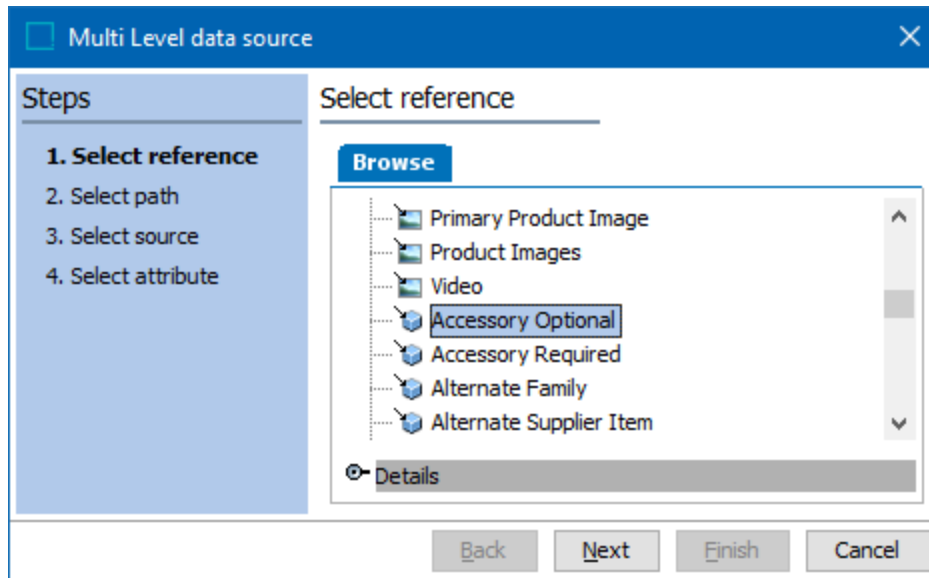 Multi Level data source
Steps
1. Select reference
2. Select path
3. Select source
4. Select attribute
Select reference
Browse
Primary Product Image
Product Images
Video
Accessory Optional
Accessory Required
Alternate Family
Alternate Supplier Item
Details
Back Next Finish Cancel